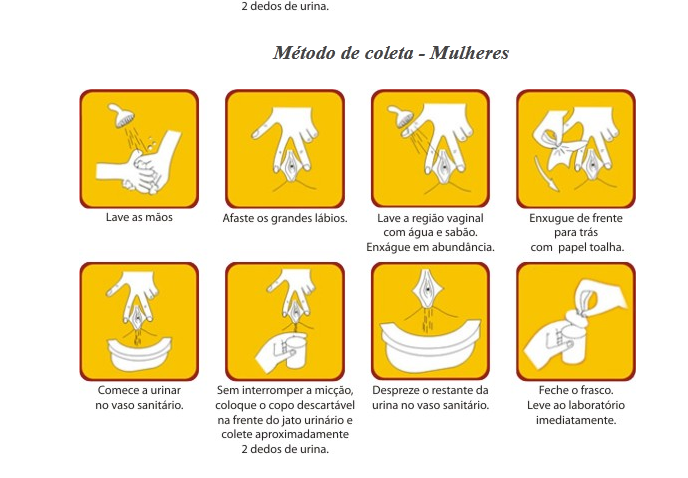 2 dedos de urina.
Método de coleta - Mulheres
Lave as mãos
Afaste os grandes lábios.
Lave a região vaginal
com água e sabão.
Enxágue em abundância.
Enxugue de frente
para trás
com papel toalha.
Comece a urinar
no vaso sanitário.
Sem interromper a micção,
coloque o copo descartável
na frente do jato urinário e
colete aproximadamente
2 dedos de urina.
Despreze o restante da
urina no vaso sanitário.
Feche o frasco.
Leve ao laboratório
imediatamente.